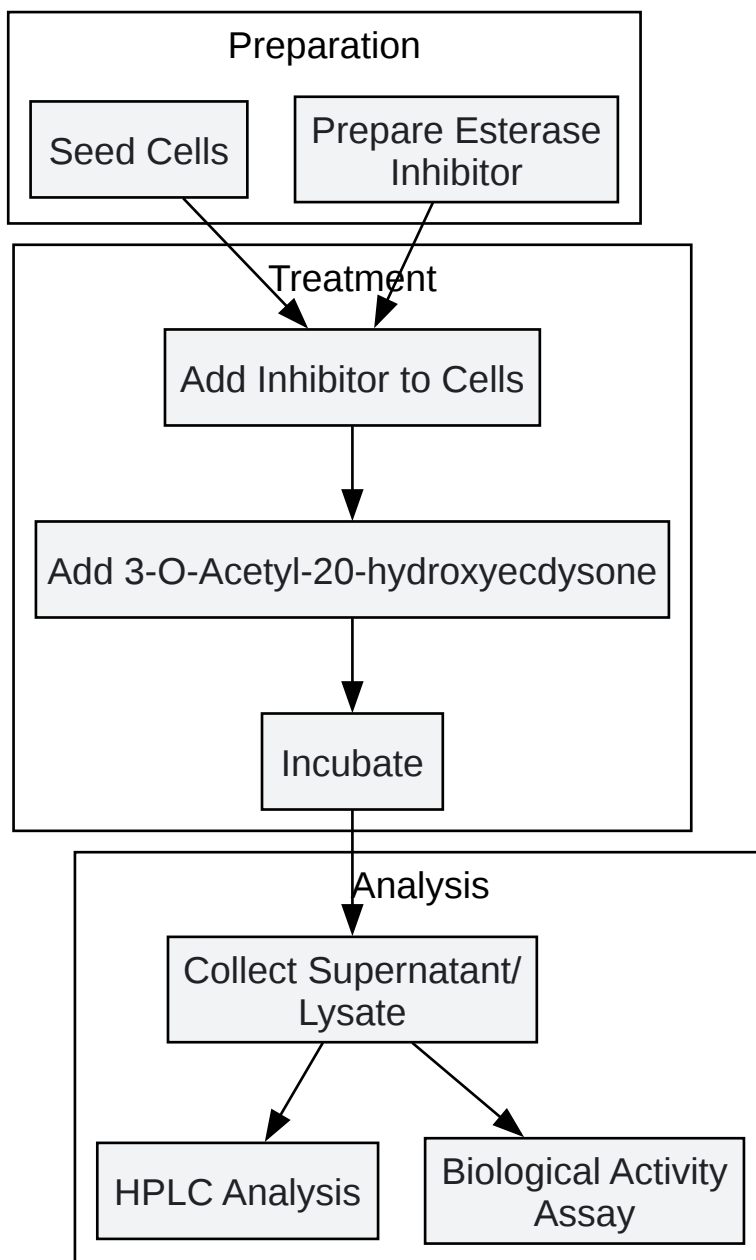 Preparation
Seed Cells
Prepare Esterase
Inhibitor
Treatment
Add Inhibitor to Cells
Add 3-O-Acetyl-20-hydroxyecdysone
Incubate
Analysis
Collect Supernatant/
Lysate
HPLC Analysis
Biological Activity
Assay